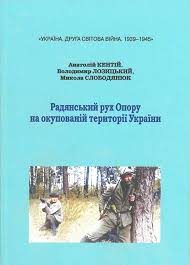 «УКРАЇНА. ДРУГА СВІТОВА ВІЙНА. 1939–1945»
Анатолій КЕНТІЙ,
Володимир ЛОЗИЦЬКИЙ,
Микола СЛОБОДЯНЮК
Радянський рух Опору
на окупованій території України